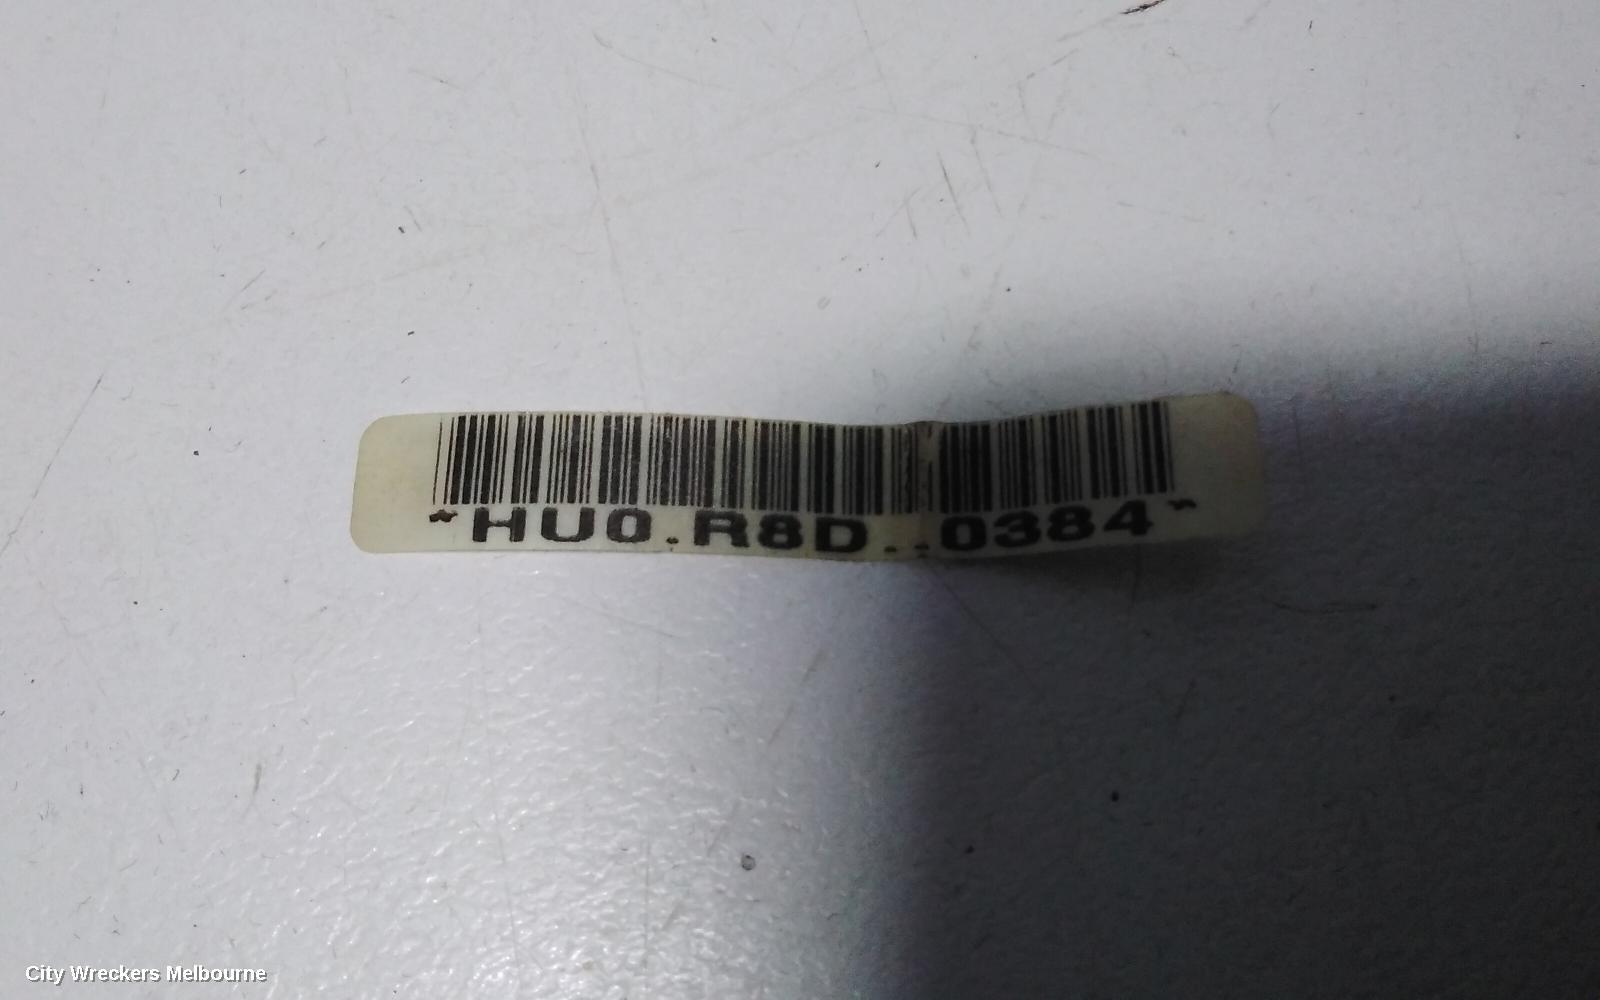 *HU0.R8D..0384*
City Wreckers Melbourne